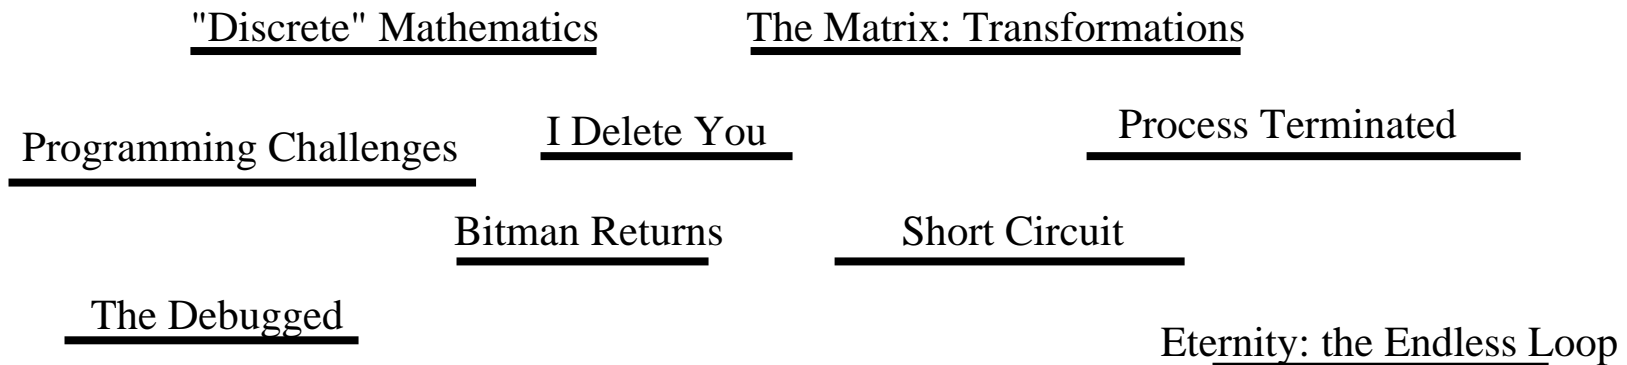 "Discrete" Mathematics
The Matrix: Transformations
Programming Challenges
I Delete You
Process Terminated
Bitman Returns
Short Circuit
The Debugged
Eternity: the Endless Loop